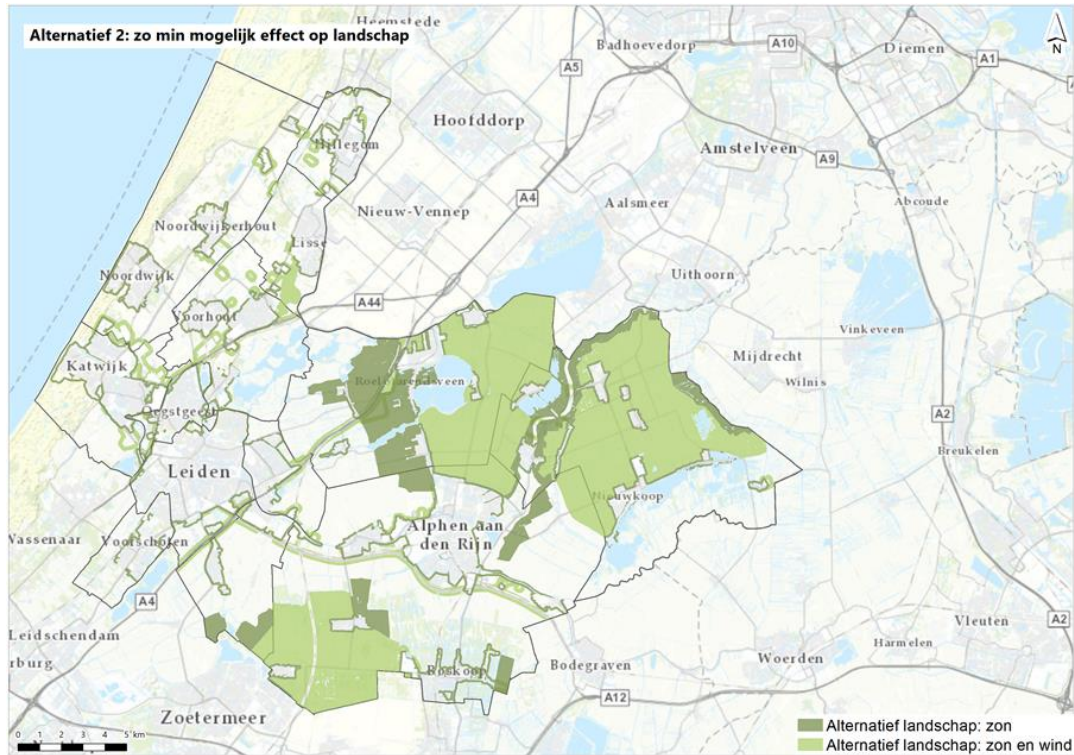 Heemstede
Alternatief 2: zo min mogelijk effect op landschap
Badhoevedorp
A10
Diemen
A1
N
A5
Hoofddorp
Hillegom
Amstelveen
A9
A4
Abcoude
Nieuw-Vennep
Aalsmeer
Noordwijkerhout
Lisse
Noordwijk
Uithoorn
A44
Voorhout
Vinkeveen
Katwijk
Mijdrecht
Roelofarendsveen
Wilnis
Oegstgeest
A2
Leiden
Breukelen
Nieuwkoop
Alphen aan
den Rijn
Wassenaar
Voorschoten
A4
Vleuten
A2
Leidschendam
Harmelen
rburg
Boskoop
Bodegraven
Woerden
A12
Zoetermeer
0 1 2 3 4 5 km
Alternatief landschap: zon
Alternatief landschap: zon en wind